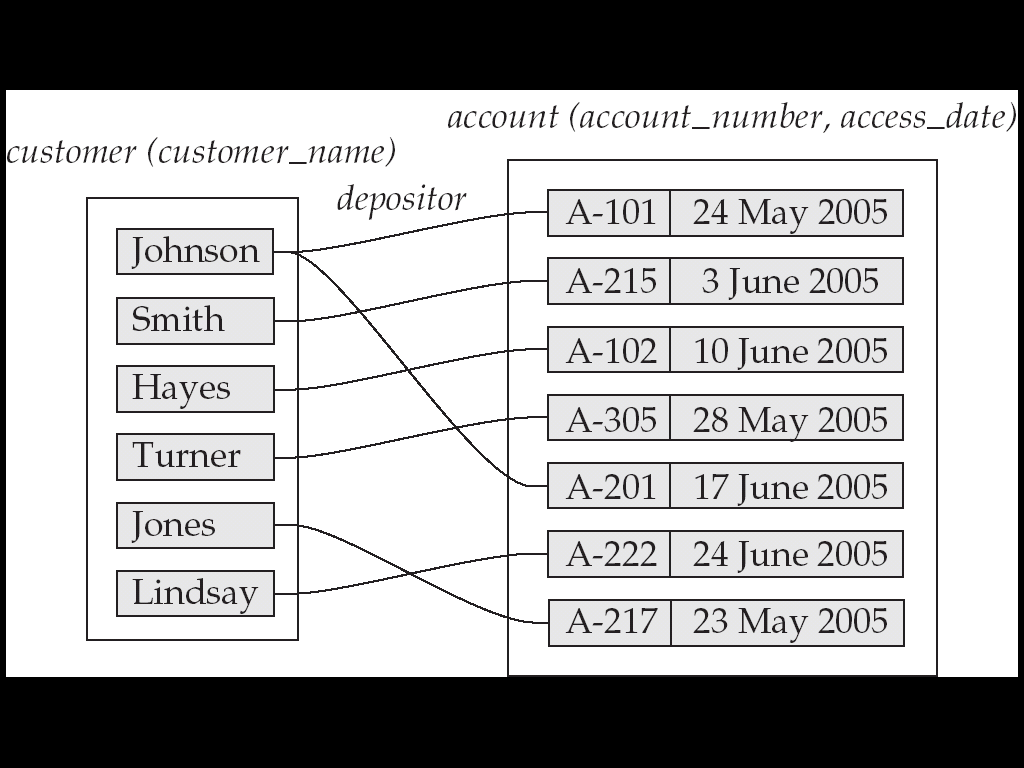 account (account_number, access_date)
customer (customer_name)
depositor
Johnson
Smith
Hayes
Turner
Jones
Lindsay
A-101 24 May 2005
A-215 3 June 2005
A-102 10 June 2005
A-305 28 May 2005
A-201 17 June 2005
A-222 24 June 2005
A-217 23 May 2005